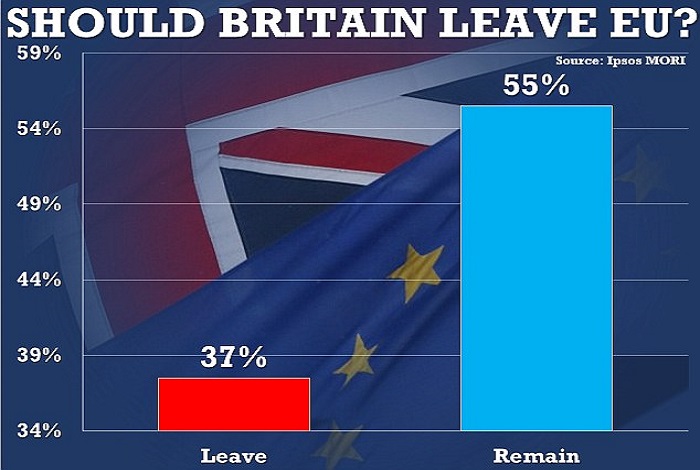 SHOULD BRITAIN LEAVE EU?
59%
Source: Ipsos MORI
55%
54%
49%
44%
39%
37%
34%
Leave Remain